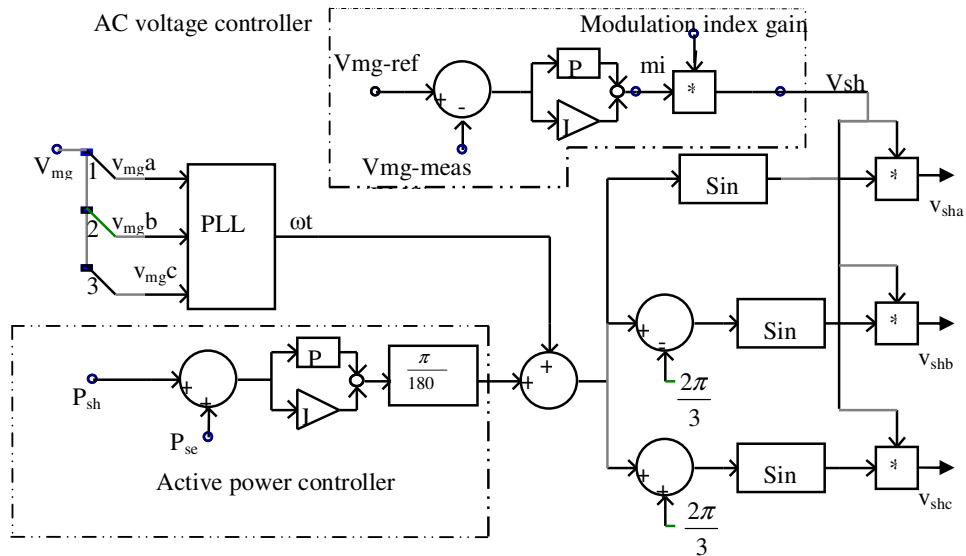 AC voltage controller
Modulation index gain
Vmg-ref
P
mi
Vsh
+
-
*
I
Vmg-meas
Vmg
1
vmga
2
vmgb
3
vmgc
PLL
ωt
Sin
*
vsha
+
-
2π/3
Sin
*
vshb
Psh
+
+
Pse
P
I
π/180
+
+
Active power controller
+
+
2π/3
Sin
*
vshc